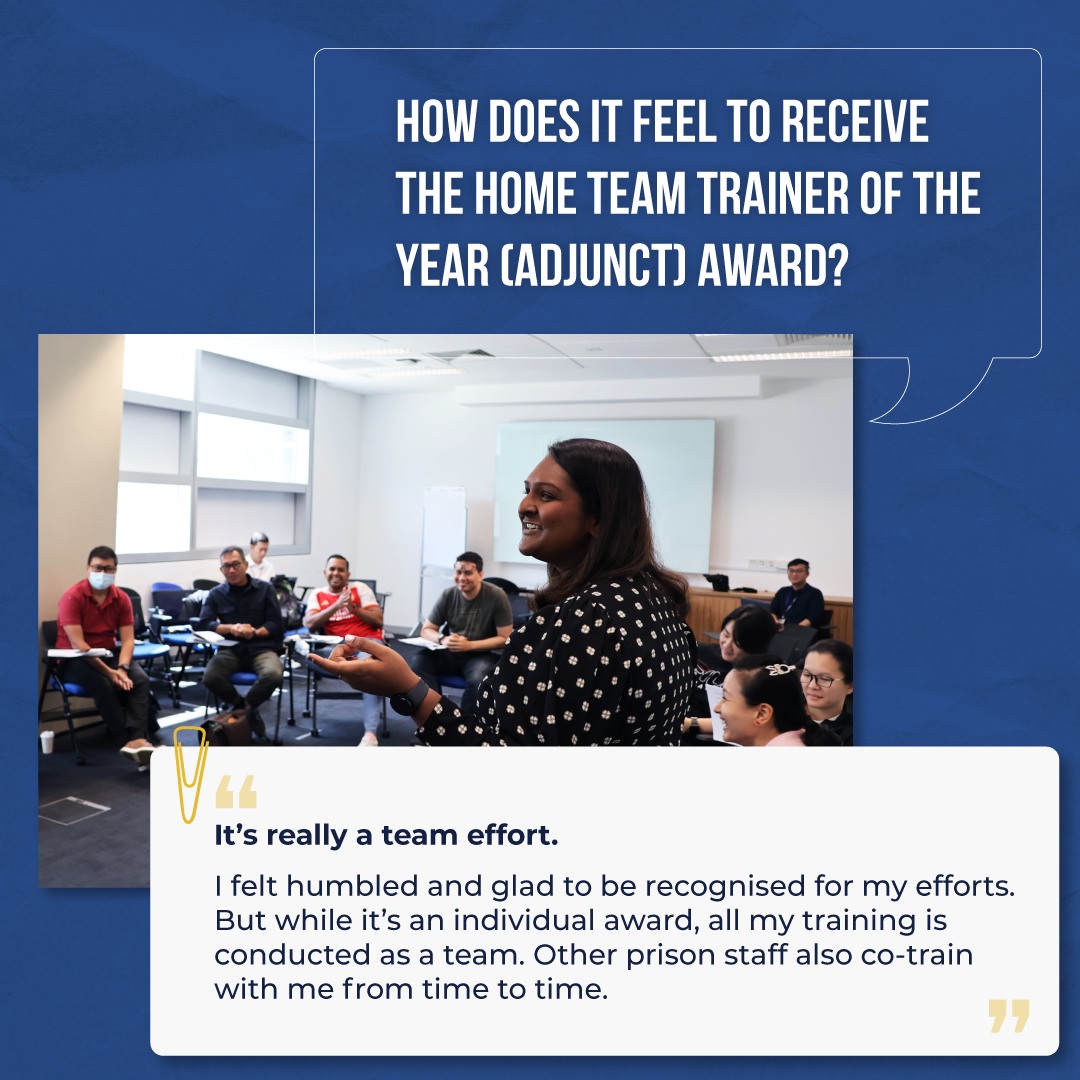 HOW DOES IT FEEL TO RECEIVE
THE HOME TEAM TRAINER OF THE
YEAR (ADJUNCT) AWARD?
“
It’s really a team effort.
I felt humbled and glad to be recognised for my efforts.
But while it’s an individual award, all my training is
conducted as a team. Other prison staff also co-train
with me from time to time.
”